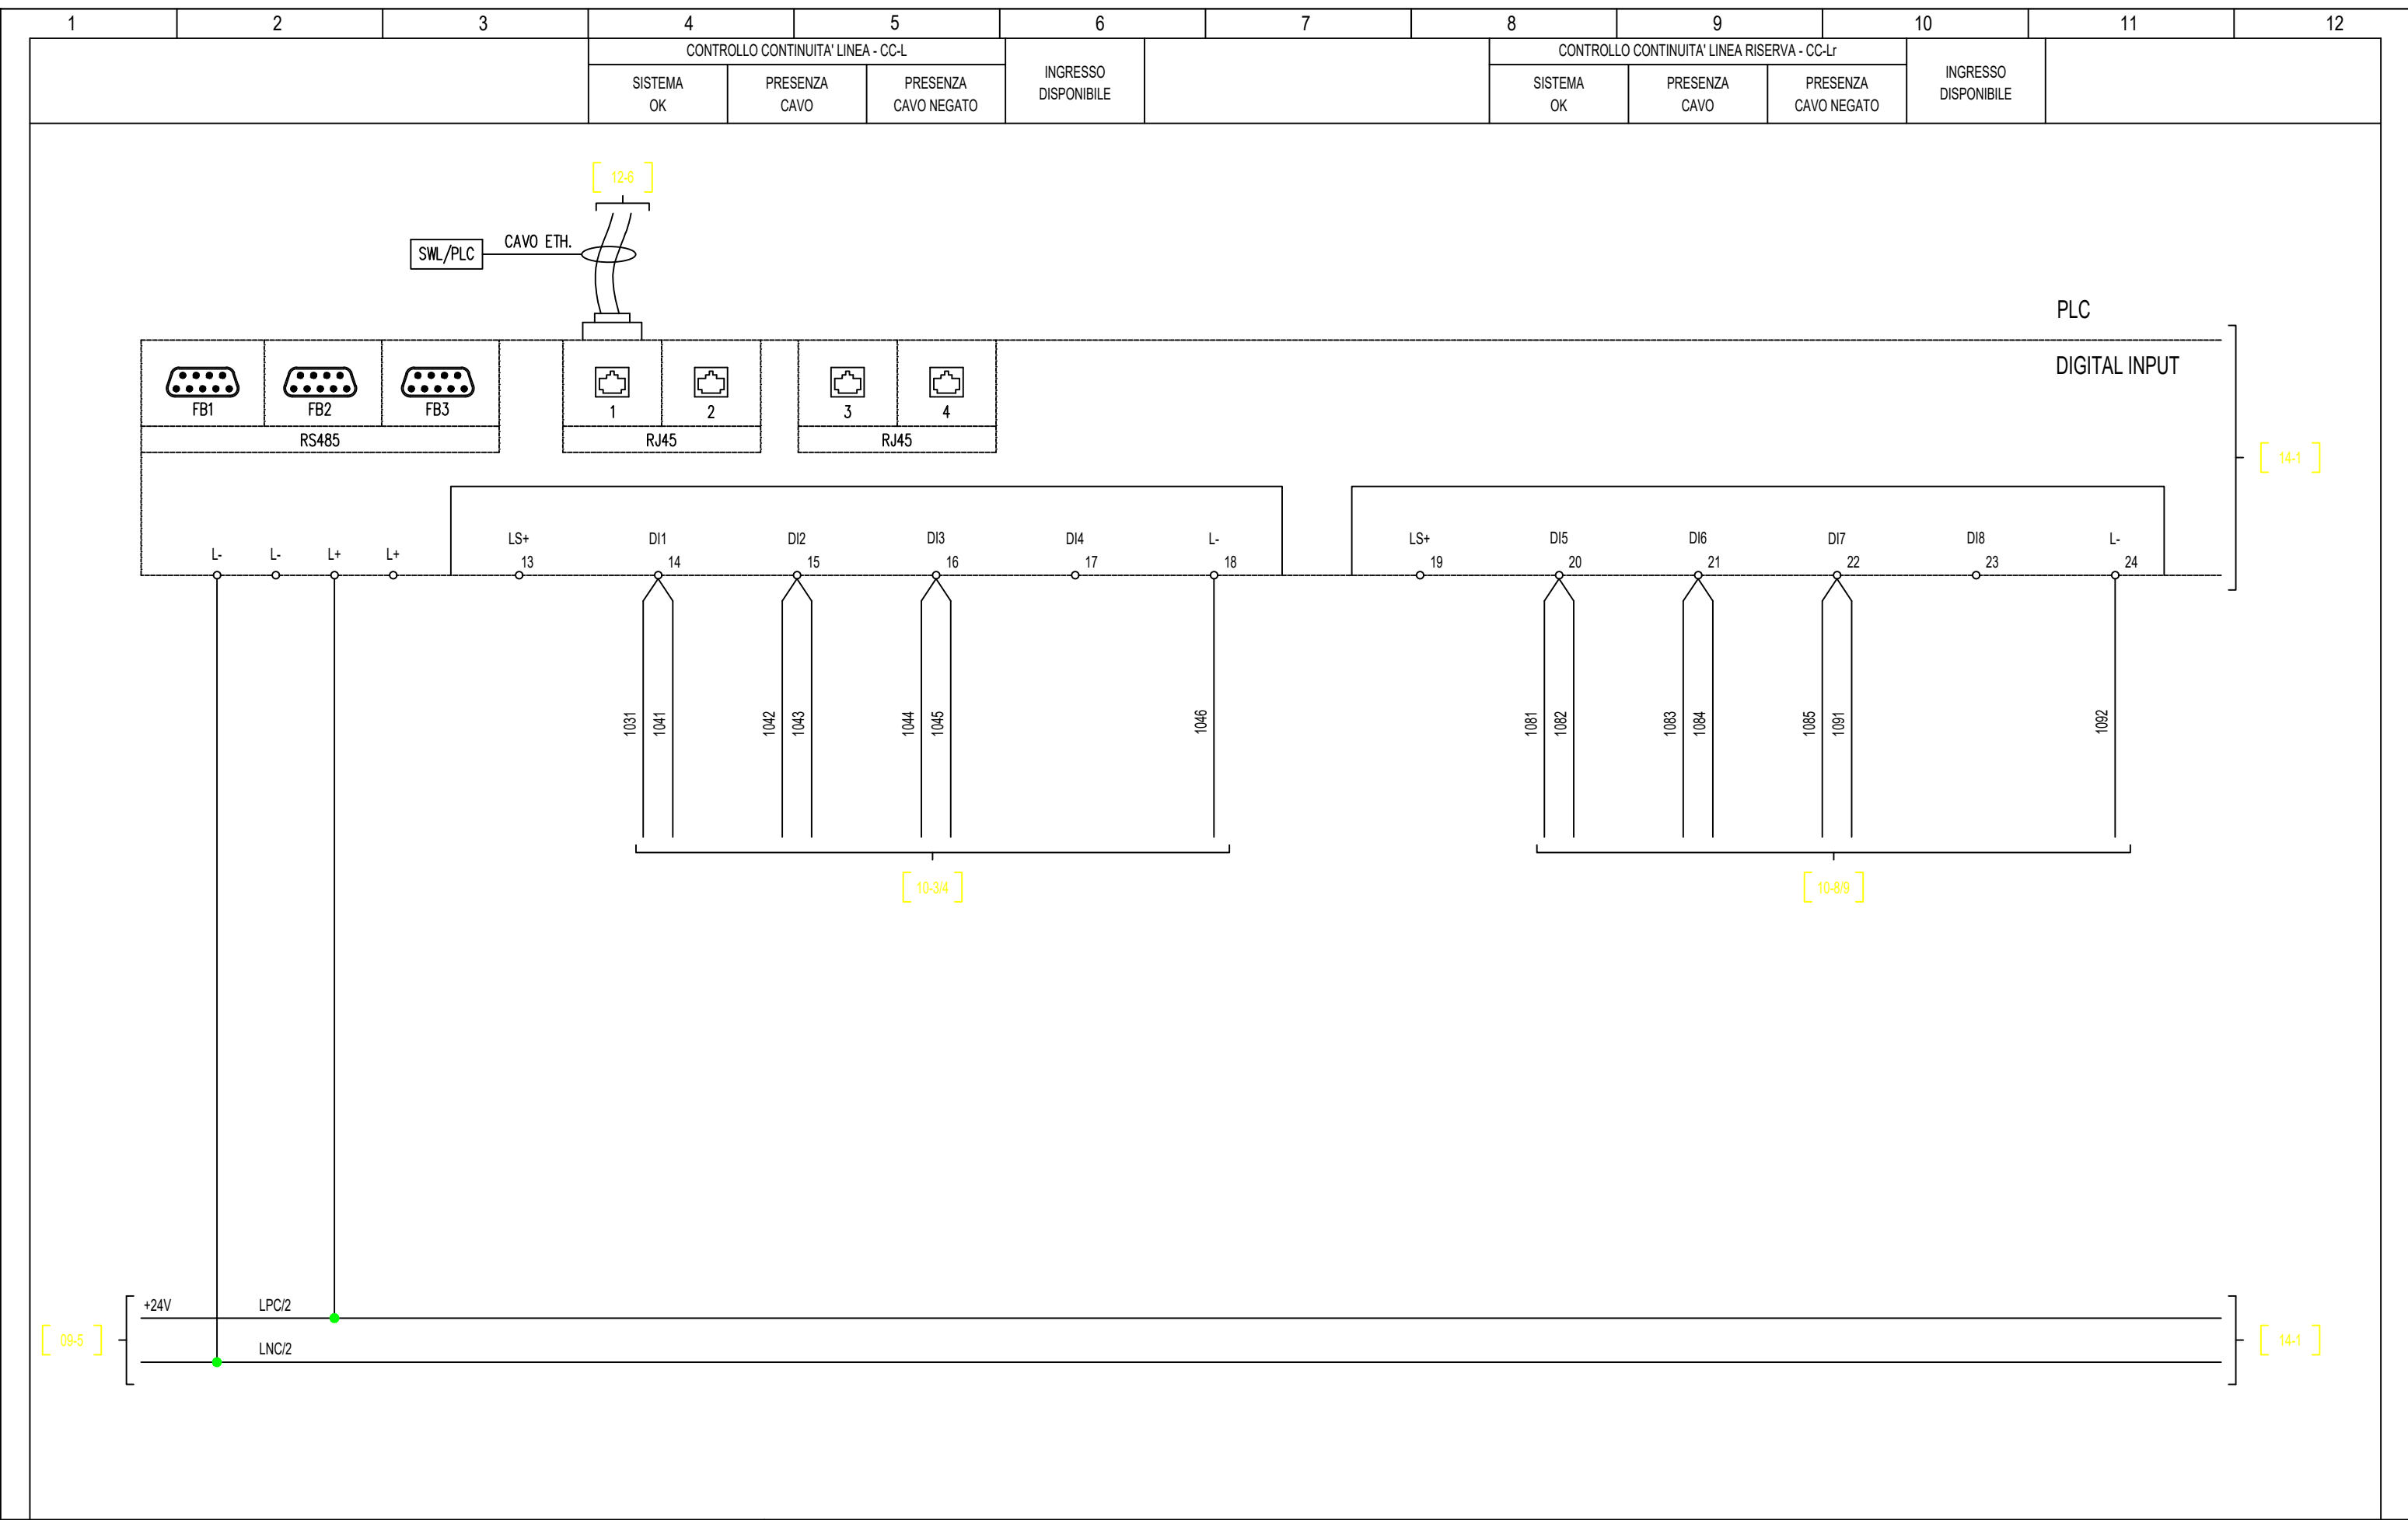 1 2 3 4 5 6 7 8 9 10 11 12
CONTROLLO CONTINUITA' LINEA - CC-L
SISTEMA
OK
PRESENZA
CAVO
PRESENZA
CAVO NEGATO
INGRESSO
DISPONIBILE
CONTROLLO CONTINUITA' LINEA RISERVA - CC-Lr
SISTEMA
OK
PRESENZA
CAVO
PRESENZA
CAVO NEGATO
INGRESSO
DISPONIBILE
12-6
SWL/PLC
CAVO ETH.
PLC
DIGITAL INPUT
FB1
FB2
FB3
RS485
1
2
RJ45
3
4
RJ45
14-1
L-
L-
L+
L+
LS+
13
DI1
14
DI2
15
DI3
16
DI4
17
L-
18
LS+
19
DI5
20
DI6
21
DI7
22
DI8
23
L-
24
1031
1041
1042
1043
1044
1045
1046
1081
1082
1083
1084
1085
1091
1092
10-3/4
10-8/9
09-5
+24V
LPC/2
LNC/2
14-1